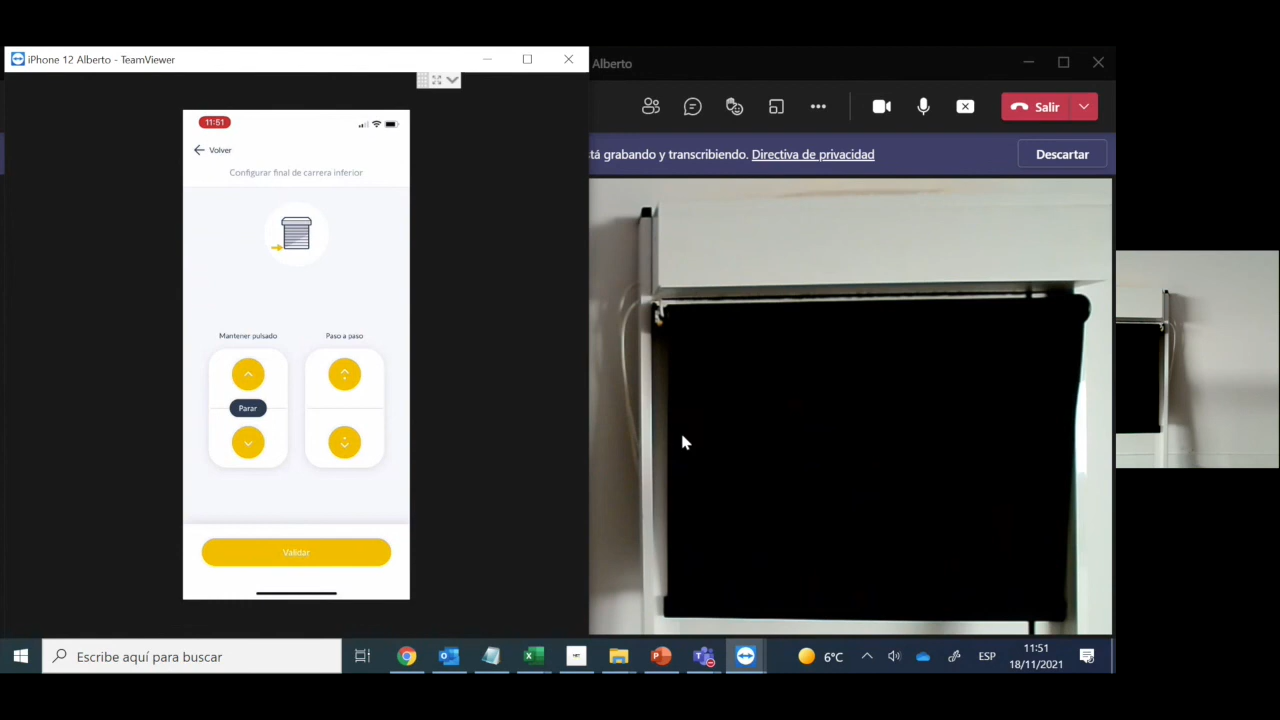 iPhone 12 Alberto - TeamViewer
Alberto
Salir
tá grabando y transcribiendo. Directiva de privacidad
Descartar
11:51
Volver
Configurar final de carrera inferior
Mantener pulsado
Paso a paso
Parar
Validar
Escribe aquí para buscar
6°C
ESP
11:51
18/11/2021